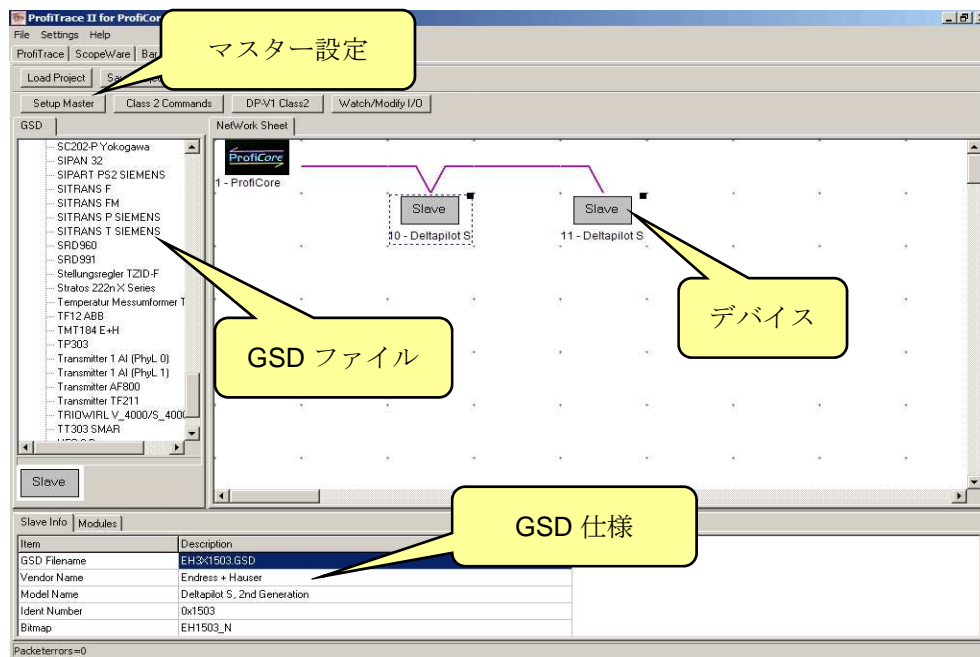 ProfiTrace II for ProfiCor
File Settings Help
ProfiTrace ScopeWare Bar
マスター設定
Load Project
Setup Master Class 2 Commands DP-V1 Class2 Watch/Modify I/O
GSD
NetWork Sheet
SC202-P Yokogawa
SIPAN 32
SIPART PS2 SIEMENS
SITRANS F
SITRANS FM
SITRANS P SIEMENS
SITRANS T SIEMENS
SRD960
SRD991
Stellungsregler TZID-F
Stratos 222n X Series
Temperatur Messumformer T
TF12 ABB
TMT184 E+H
TP303
Transmitter 1 AI (PhyL 0)
Transmitter 1 AI (PhyL 1)
Transmitter AF800
Transmitter TF211
TRIOWIRL V_4000/S_400
TT303 SMAR
Slave
ProfiCore
1 - ProfiCore
Slave
10 - Deltapilot S
Slave
11 - Deltapilot S
デバイス
GSD ファイル
GSD 仕様
Slave Info Modules
Item Description
GSD Filename EH3X1503.GSD
Vendor Name Endress + Hauser
Model Name Deltapilot S, 2nd Generation
Ident Number 0x1503
Bitmap EH1503_N
Packeterrors=0